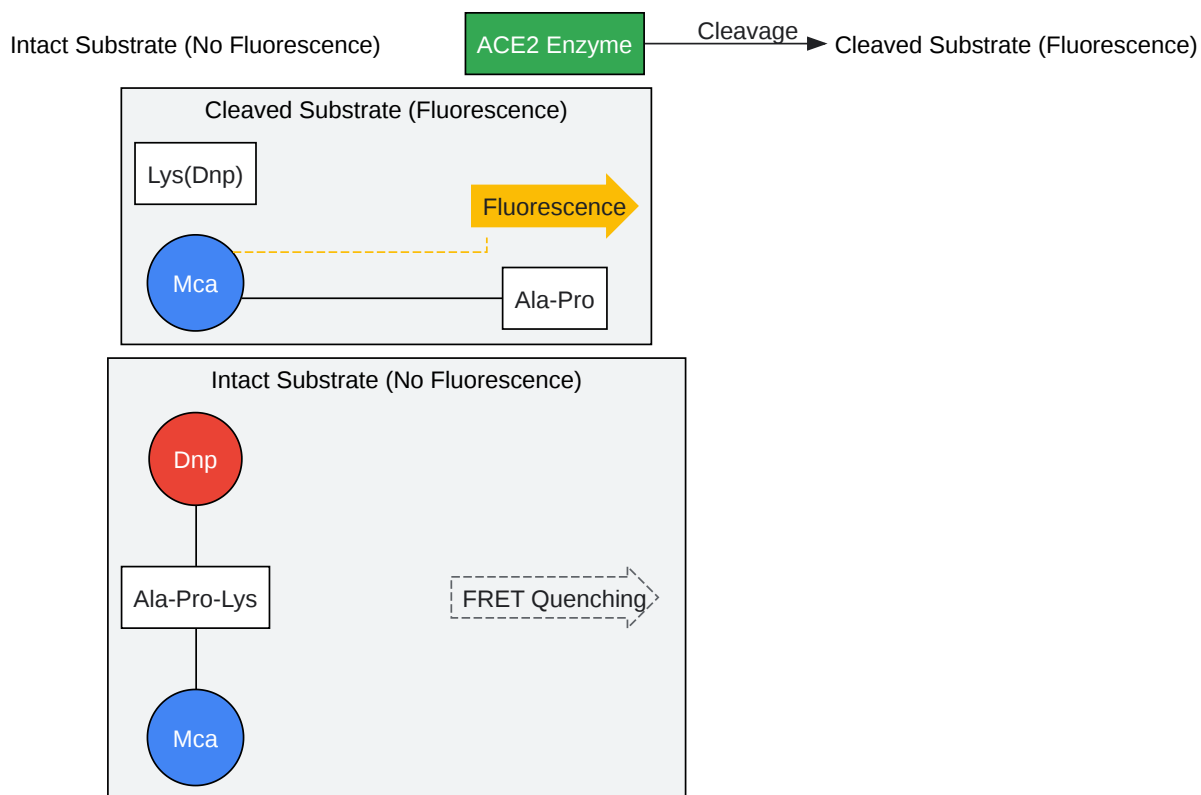 Intact Substrate (No Fluorescence)
ACE2 Enzyme
Cleavage
Cleaved Substrate (Fluorescence)
Cleaved Substrate (Fluorescence)
Lys(Dnp)
Fluorescence
Mca
Ala-Pro
Intact Substrate (No Fluorescence)
Dnp
Ala-Pro-Lys
FRET Quenching
Mca